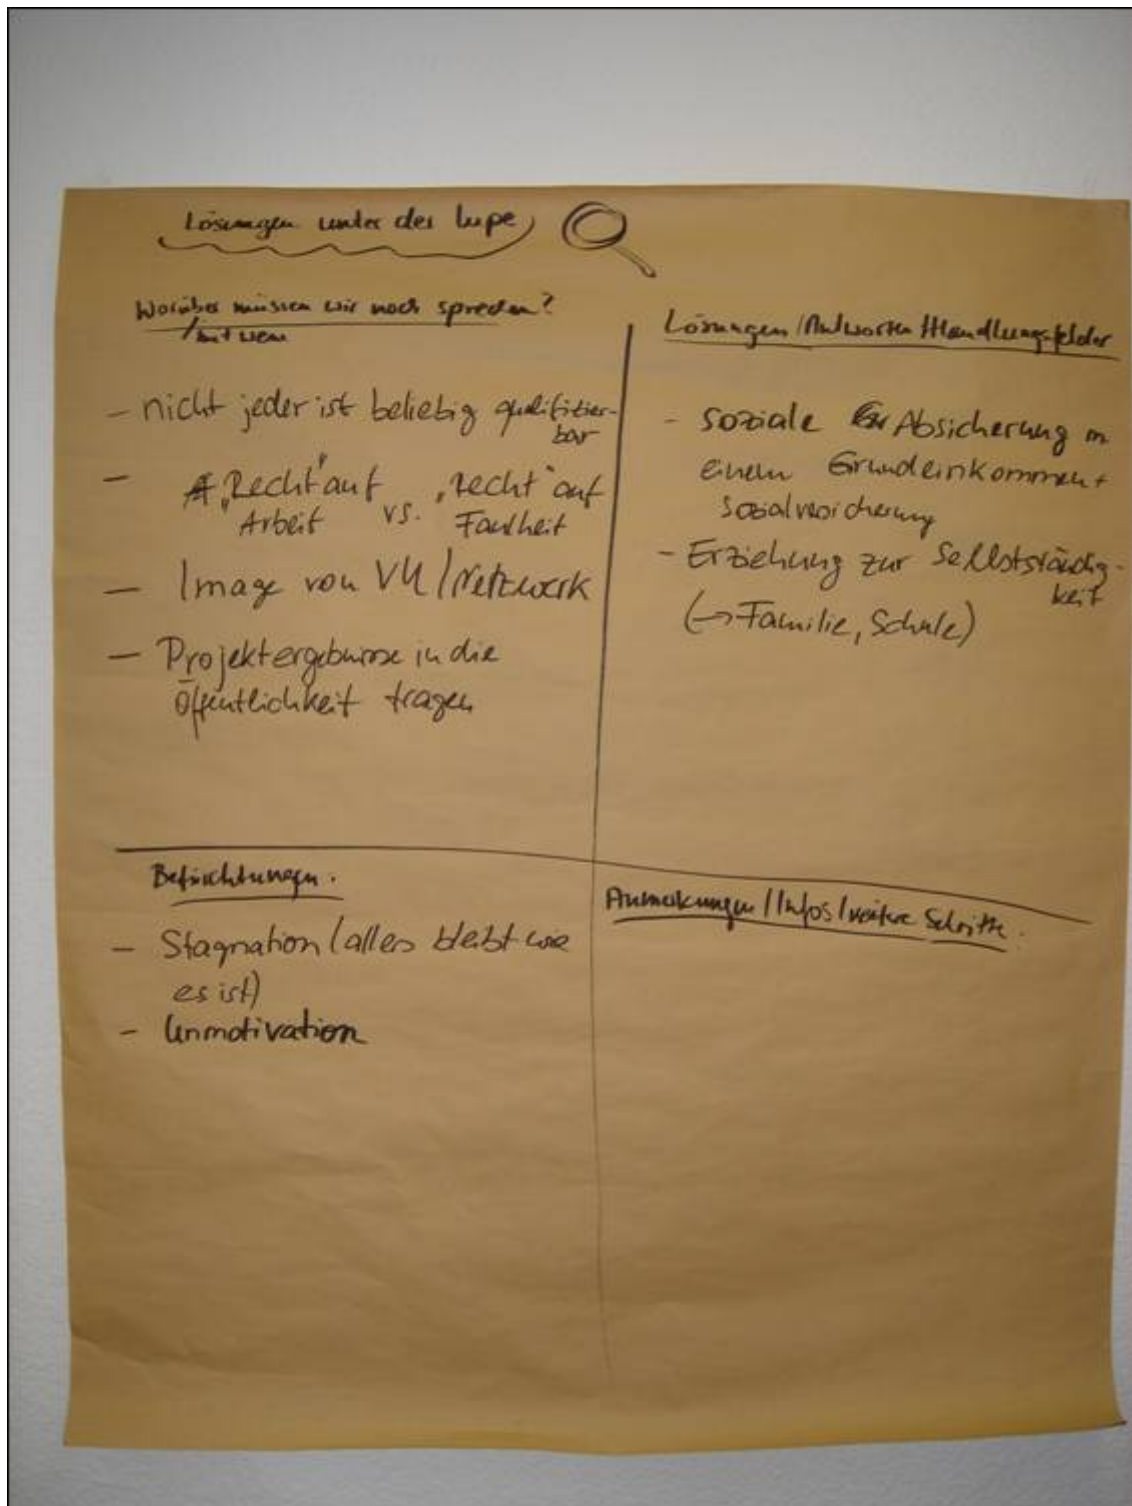 Lösungen unter der Lupe
Worüber müssen wir noch sprechen?
/mit wem
- nicht jeder ist beliebig qualifizier-
bar
- „Recht" auf vs. „Recht" auf
Arbeit Faulheit
- Image von VU/Netzwerk
- Projektergebnisse in die
Öffentlichkeit tragen
Lösungen/Antworten/Handlungsfelder
- soziale Absicherung in
einem Grundeinkommen +
Sozialversicherung
- Erziehung zur Selbstständig-
keit
(→ Familie, Schule)
Befürchtungen.
- Stagnation (alles bleibt wie
es ist)
- Unmotivation
Anmerkungen/Infos/weitere Schritte.